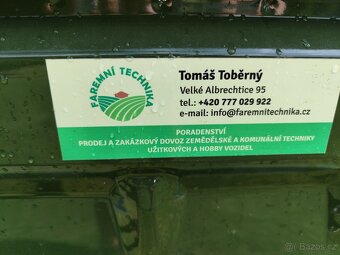 FAREMNÍ TECHNIKA
Tomáš Toběrný
Velké Albrechtice 95
tel.: +420 777 029 922
e-mail: info@faremnitechnika.cz
PORADENSTVÍ
PRODEJ A ZAKÁZKOVÝ DOVOZ ZEMĚDĚLSKÉ A KOMUNÁLNÍ TECHNIKY
UŽITKOVÝCH A HOBBY VOZIDEL
Bazos.cz